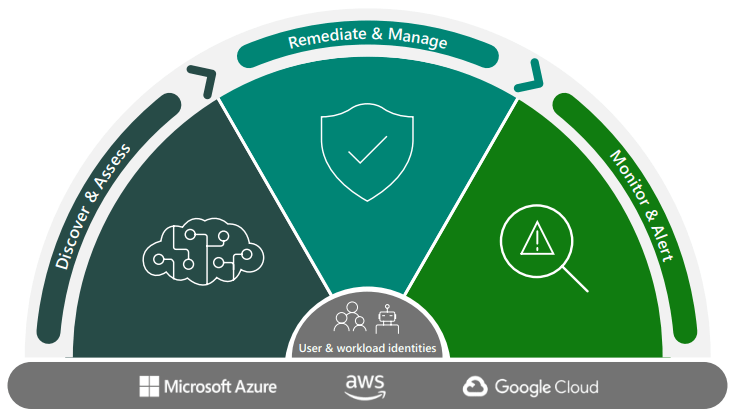 Remediate & Manage
Discover & Assess
Monitor & Alert
User & workload identities
Microsoft Azure
aws
Google Cloud